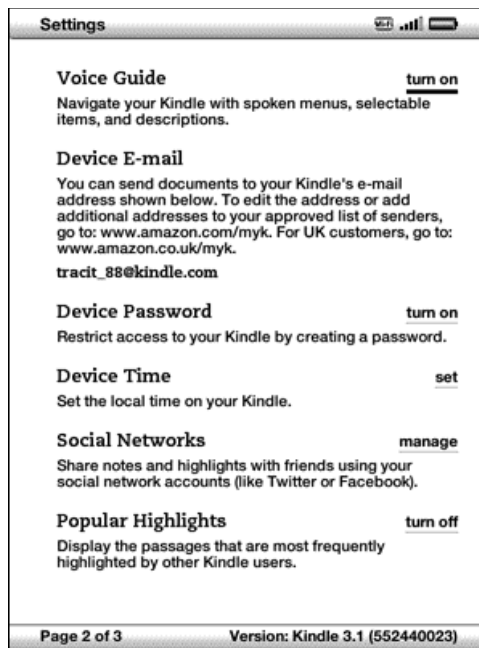 Settings
Wi-Fi
Voice Guide turn on
Navigate your Kindle with spoken menus, selectable
items, and descriptions.
Device E-mail
You can send documents to your Kindle's e-mail
address shown below. To edit the address or add
additional addresses to your approved list of senders,
go to: www.amazon.com/myk. For UK customers, go to:
www.amazon.co.uk/myk.
tracit_88@kindle.com
Device Password turn on
Restrict access to your Kindle by creating a password.
Device Time set
Set the local time on your Kindle.
Social Networks manage
Share notes and highlights with friends using your
social network accounts (like Twitter or Facebook).
Popular Highlights turn off
Display the passages that are most frequently
highlighted by other Kindle users.
Page 2 of 3 Version: Kindle 3.1 (552440023)